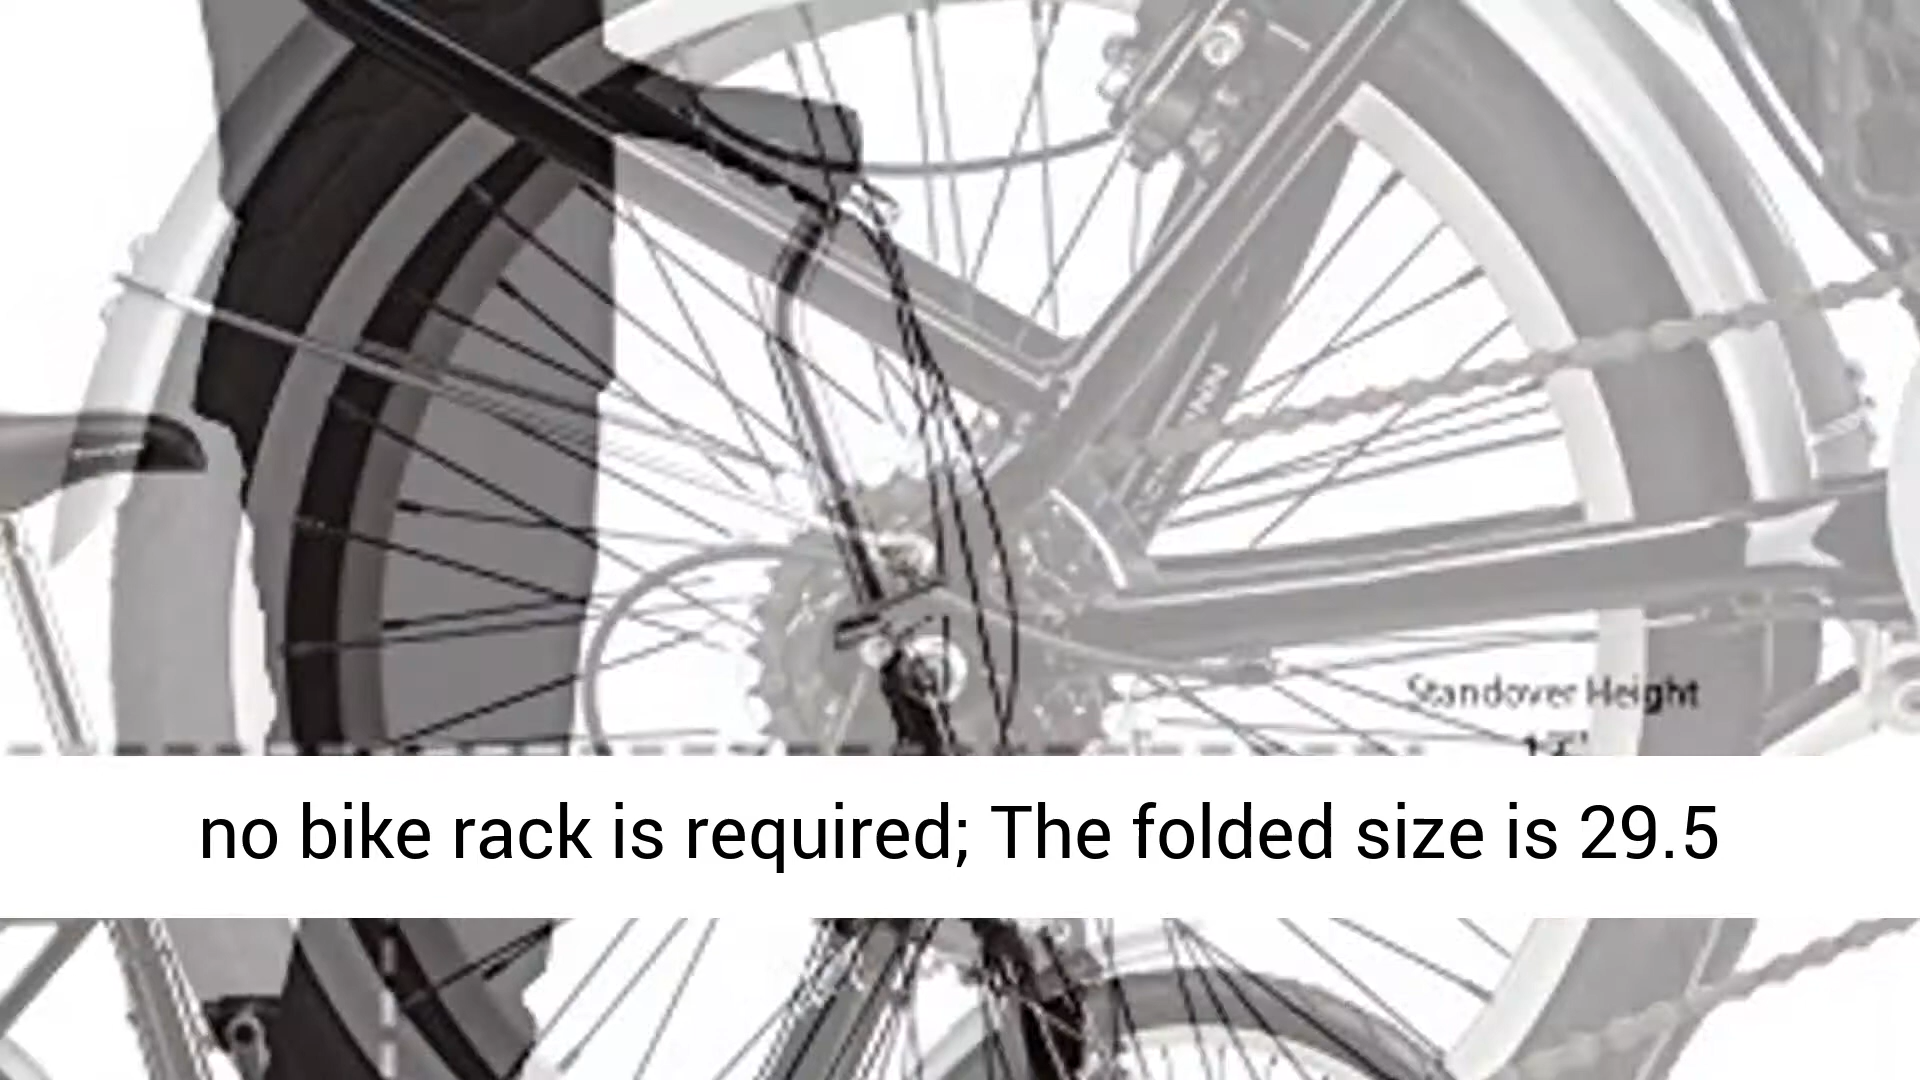 Standover Height
no bike rack is required; The folded size is 29.5